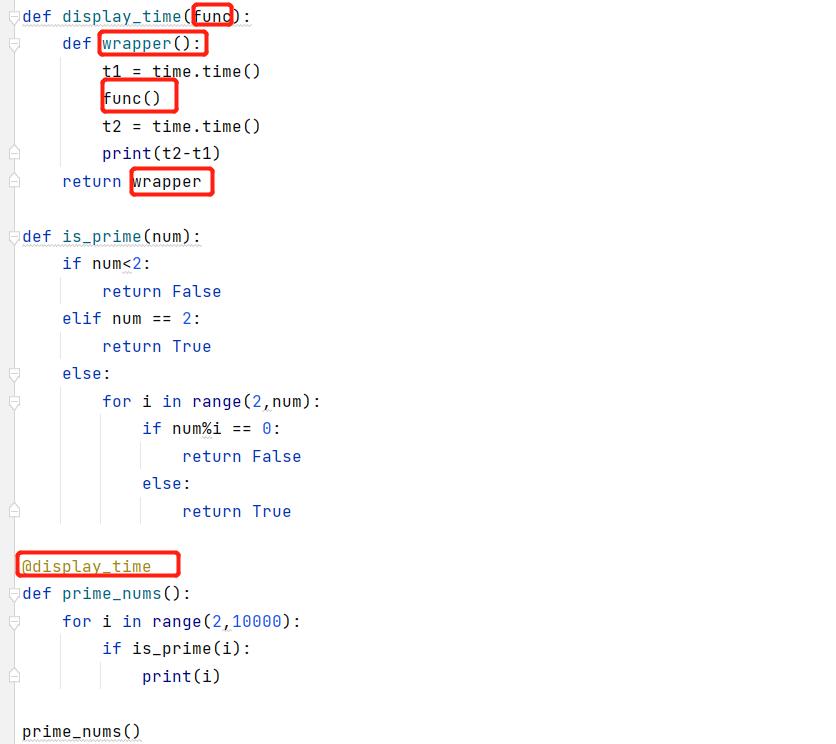 def display_time(func):
    def wrapper():
        t1 = time.time()
        func()
        t2 = time.time()
        print(t2-t1)
    return wrapper

def is_prime(num):
    if num<2:
        return False
    elif num == 2:
        return True
    else:
        for i in range(2,num):
            if num%i == 0:
                return False
            else:
                return True

@display_time
def prime_nums():
    for i in range(2,10000):
        if is_prime(i):
            print(i)

prime_nums()